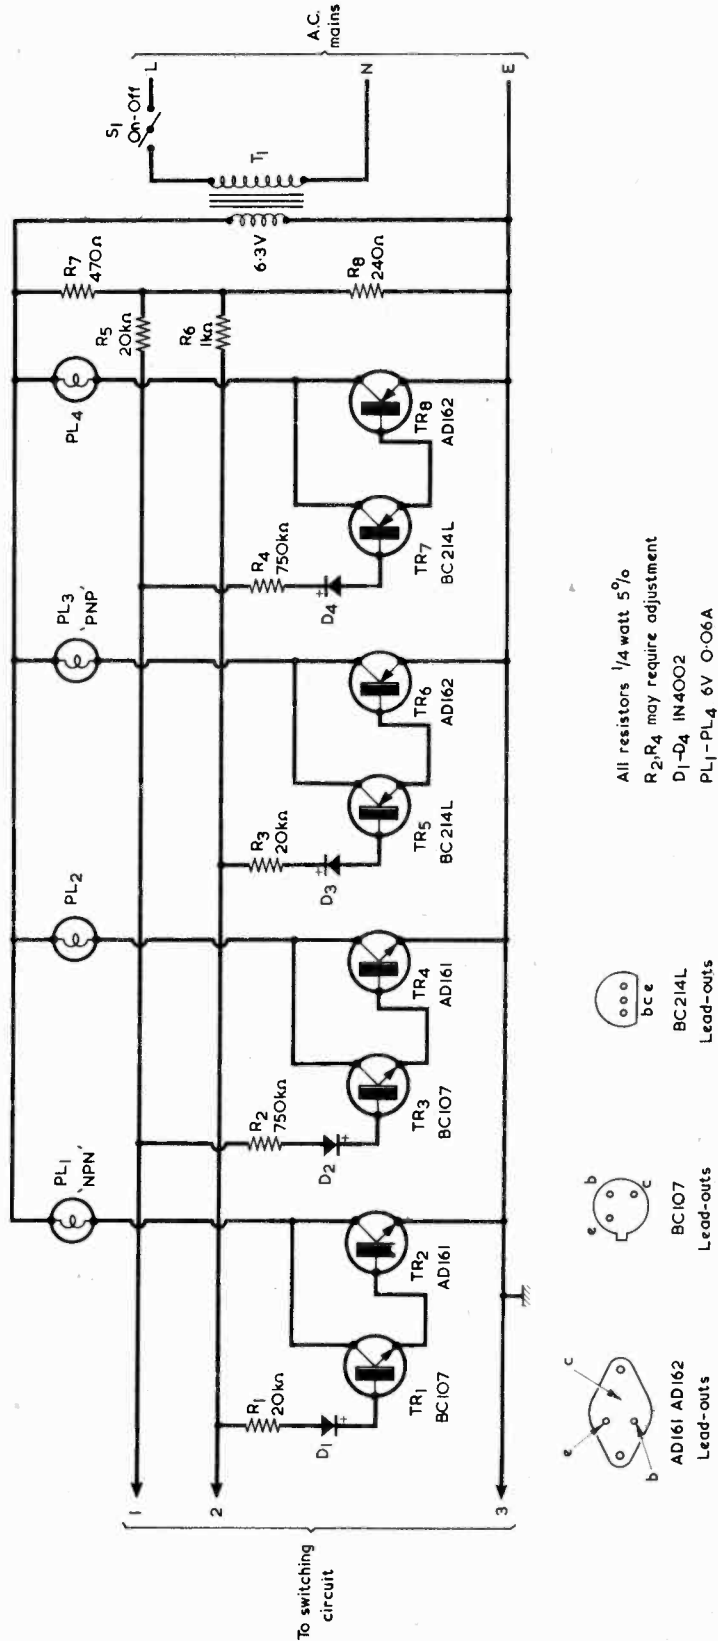 To switching
circuit
1
2
3
R1
20kΩ
D1
+
TR1
BC107
PL1
'NPN'
TR2
AD161
R2
750kΩ
D2
+
TR3
BC107
PL2
TR4
AD161
R3
20kΩ
D3
+
TR5
BC214L
PL3
'PNP'
TR6
AD162
R4
750kΩ
D4
+
TR7
BC214L
PL4
TR8
AD162
R5
20kΩ
R6
1kΩ
R7
470Ω
R8
240Ω
6·3V
T1
S1
On-Off
L
N
E
A.C.
mains
e
c
b
AD161 AD162
Lead-outs
e
b
c
BC107
Lead-outs
b c e
BC214L
Lead-outs
All resistors 1/4 watt 5%
R2,R4 may require adjustment
D1-D4 IN4002
PL1-PL4 6V 0·06A